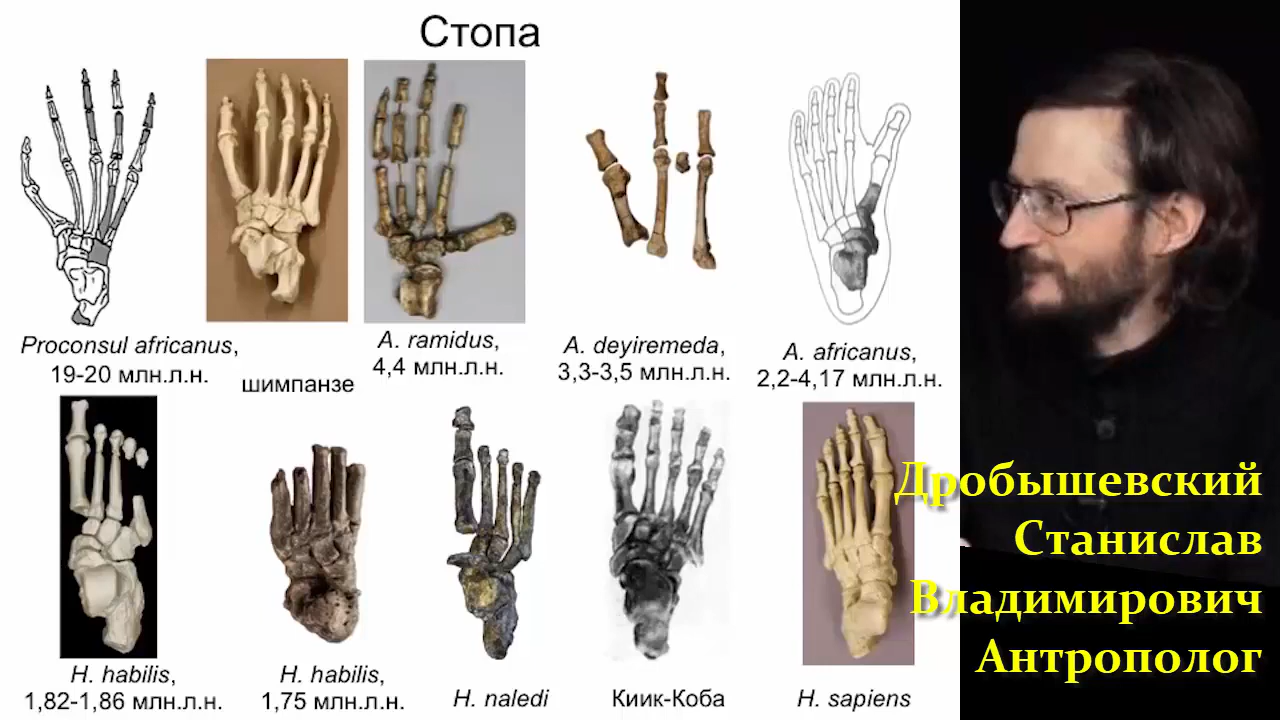 Стопа
Proconsul africanus,
19-20 млн.л.н.
шимпанзе
A. ramidus,
4,4 млн.л.н.
A. deyiremeda,
3,3-3,5 млн.л.н.
A. africanus,
2,2-4,17 млн.л.н.
H. habilis,
1,82-1,86 млн.л.н.
H. habilis,
1,75 млн.л.н.
H. naledi
Киик-Коба
H. sapiens
Дробышевский
Станислав
Владимирович
Антрополог